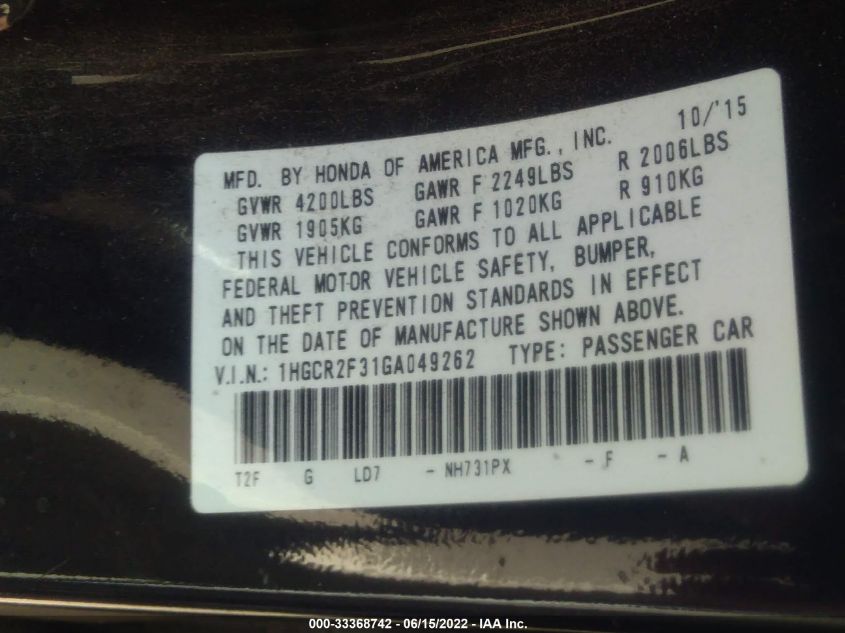 10/'15
MFD. BY HONDA OF AMERICA MFG., INC.
GVWR 4200LBS GAWR F 2249LBS R 2006LBS
GVWR 1905KG GAWR F 1020KG R 910KG
THIS VEHICLE CONFORMS TO ALL APPLICABLE
FEDERAL MOTOR VEHICLE SAFETY, BUMPER,
AND THEFT PREVENTION STANDARDS IN EFFECT
ON THE DATE OF MANUFACTURE SHOWN ABOVE.
V.I.N.: 1HGCR2F31GA049262 TYPE: PASSENGER CAR
T2F G LD7 - NH731PX - F - A
000-33368742 - 06/15/2022 - IAA Inc.